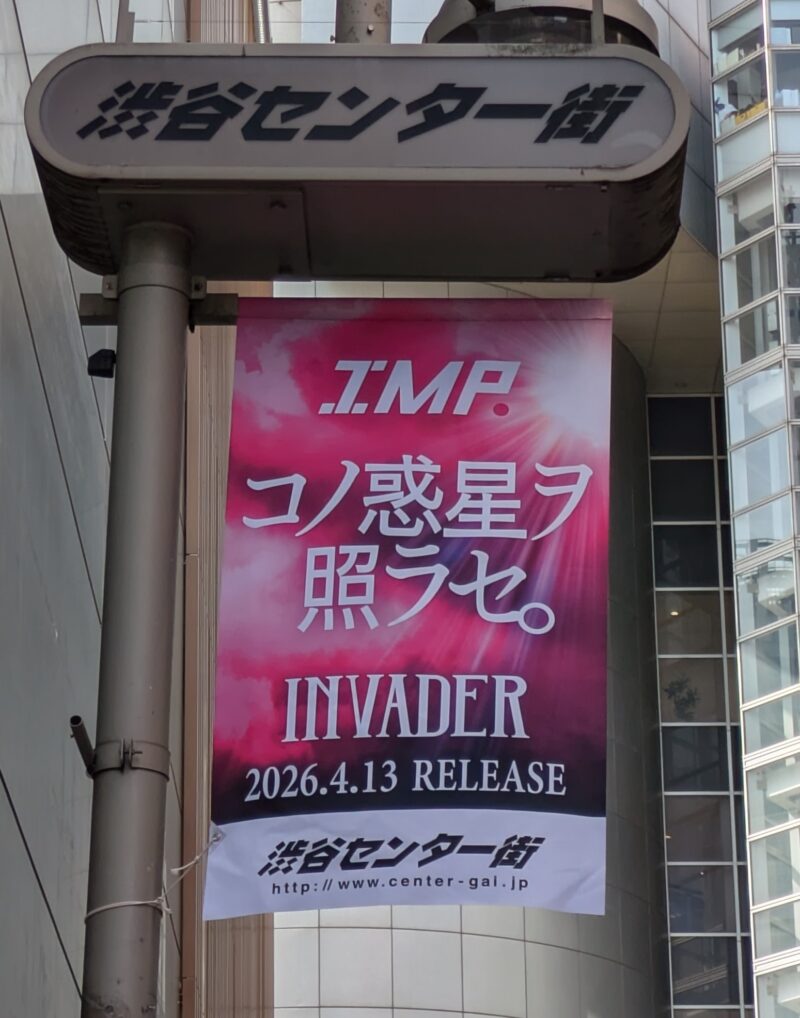 渋谷センター街
IMP.
コノ惑星ヲ
照ラセ。
INVADER
2026.4.13 RELEASE
渋谷センター街
http://www.center-gai.jp